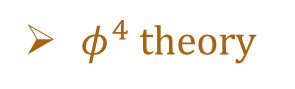 ➢ 𝜙⁴ theory